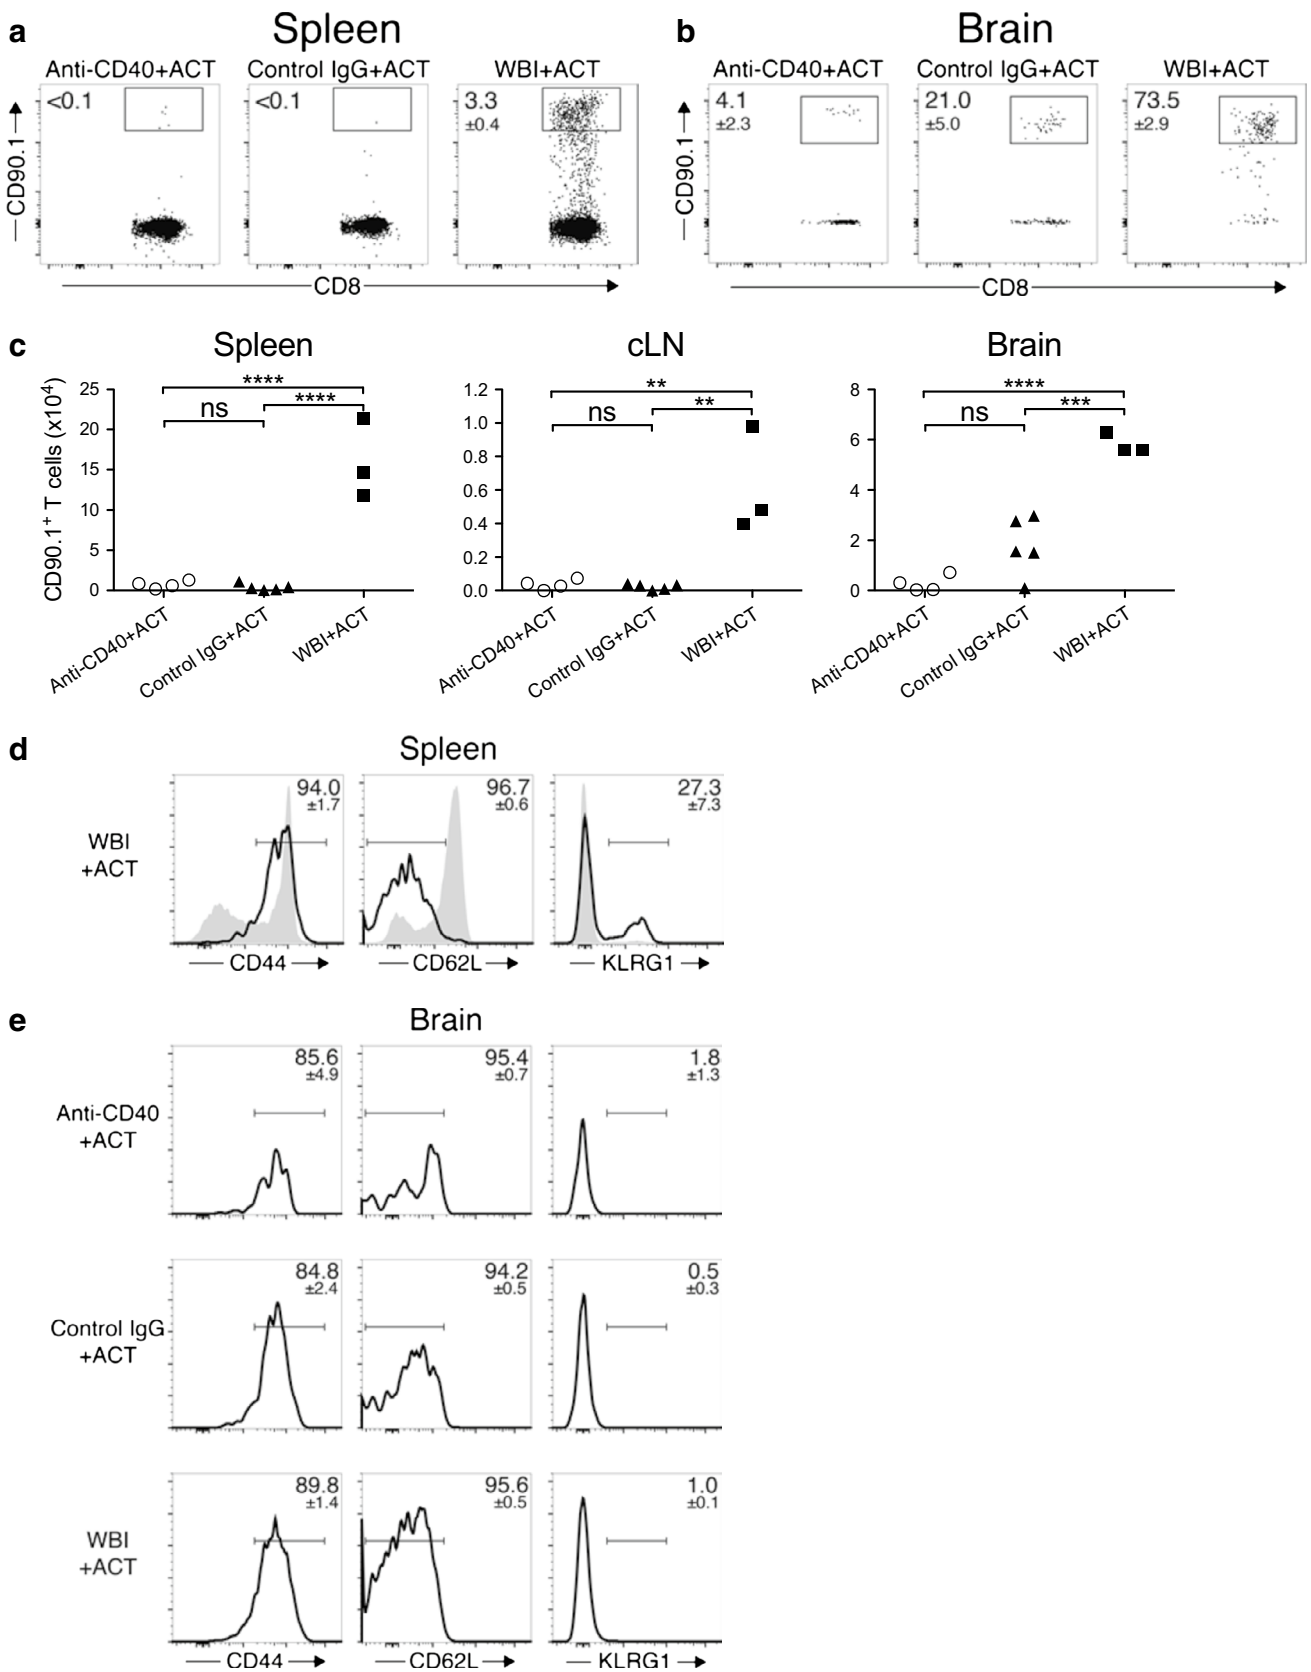 a
Spleen
Anti-CD40+ACT
Control IgG+ACT
WBI+ACT
<0.1
<0.1
3.3
±0.4
CD90.1
CD8
b
Brain
Anti-CD40+ACT
Control IgG+ACT
WBI+ACT
4.1
±2.3
21.0
±5.0
73.5
±2.9
CD90.1
CD8
c
Spleen
CD90.1⁺ T cells (x10⁴)
25
20
15
10
5
0
ns
****
****
Anti-CD40+ACT
Control IgG+ACT
WBI+ACT
cLN
1.2
1.0
0.8
0.6
0.4
0.2
0.0
ns
**
**
Anti-CD40+ACT
Control IgG+ACT
WBI+ACT
Brain
8
6
4
2
0
ns
****
***
Anti-CD40+ACT
Control IgG+ACT
WBI+ACT
d
Spleen
WBI
+ACT
94.0
±1.7
96.7
±0.6
27.3
±7.3
CD44
CD62L
KLRG1
e
Brain
Anti-CD40
+ACT
85.6
±4.9
95.4
±0.7
1.8
±1.3
Control IgG
+ACT
84.8
±2.4
94.2
±0.5
0.5
±0.3
WBI
+ACT
89.8
±1.4
95.6
±0.5
1.0
±0.1
CD44
CD62L
KLRG1